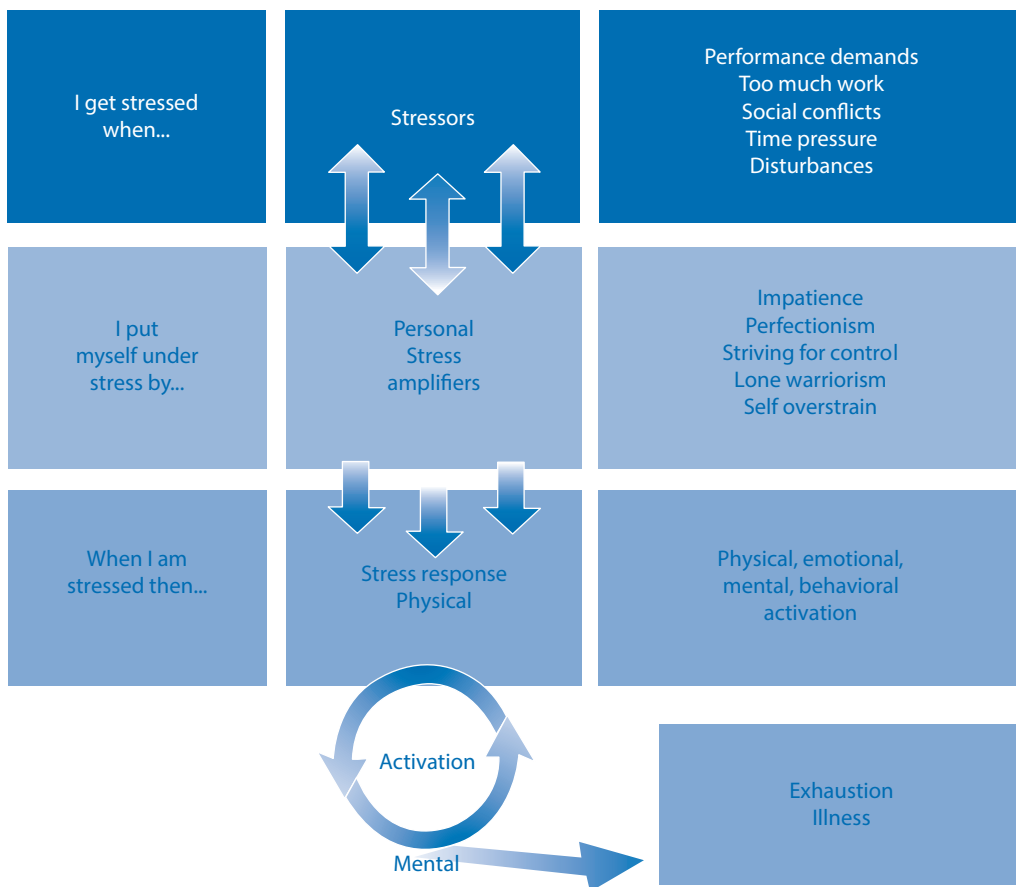 I get stressed
when...
Stressors
Performance demands
Too much work
Social conflicts
Time pressure
Disturbances
I put
myself under
stress by...
Personal
Stress
amplifiers
Impatience
Perfectionism
Striving for control
Lone warriorism
Self overstrain
When I am
stressed then...
Stress response
Physical
Physical, emotional,
mental, behavioral
activation
Activation
Mental
Exhaustion
Illness